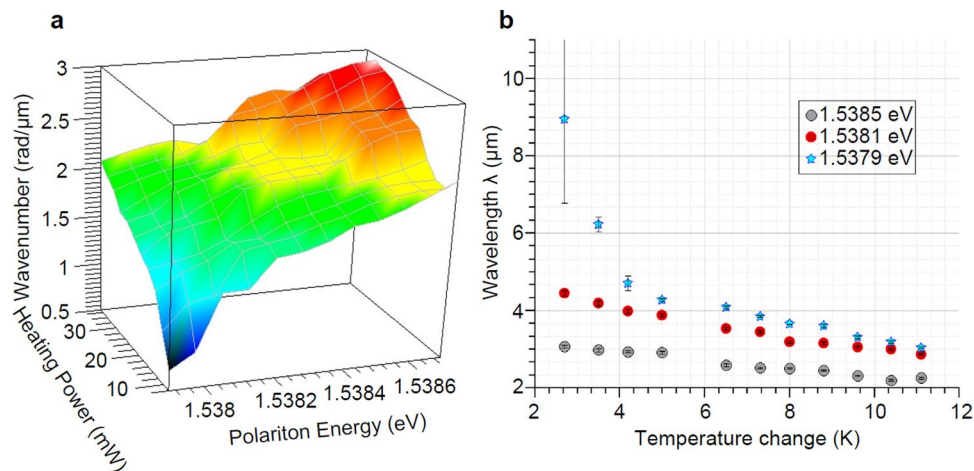 a
3
2.5
2
1.5
1
0.5
Wavenumber (rad/μm)
30
20
10
Heating Power (mW)
1.538
1.5382
1.5384
1.5386
Polariton Energy (eV)
b
10
8
6
4
2
Wavelength λ (μm)
1.5385 eV
1.5381 eV
1.5379 eV
2
4
6
8
10
12
Temperature change (K)